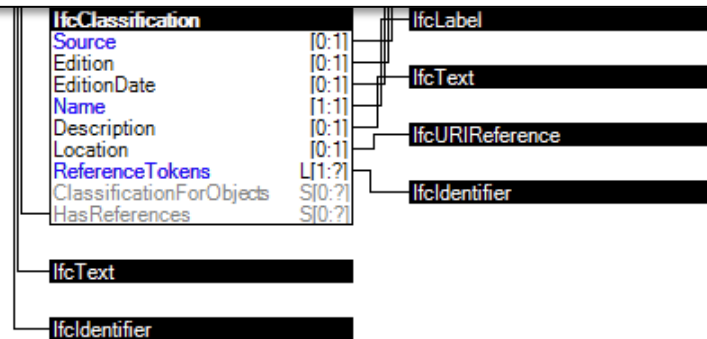 IfcClassification
Source [0:1]
Edition [0:1]
EditionDate [0:1]
Name [1:1]
Description [0:1]
Location [0:1]
ReferenceTokens L[1:?]
ClassificationForObjects S[0:?]
HasReferences S[0:?]
IfcText
IfcIdentifier
IfcLabel
IfcText
IfcURIReference
IfcIdentifier